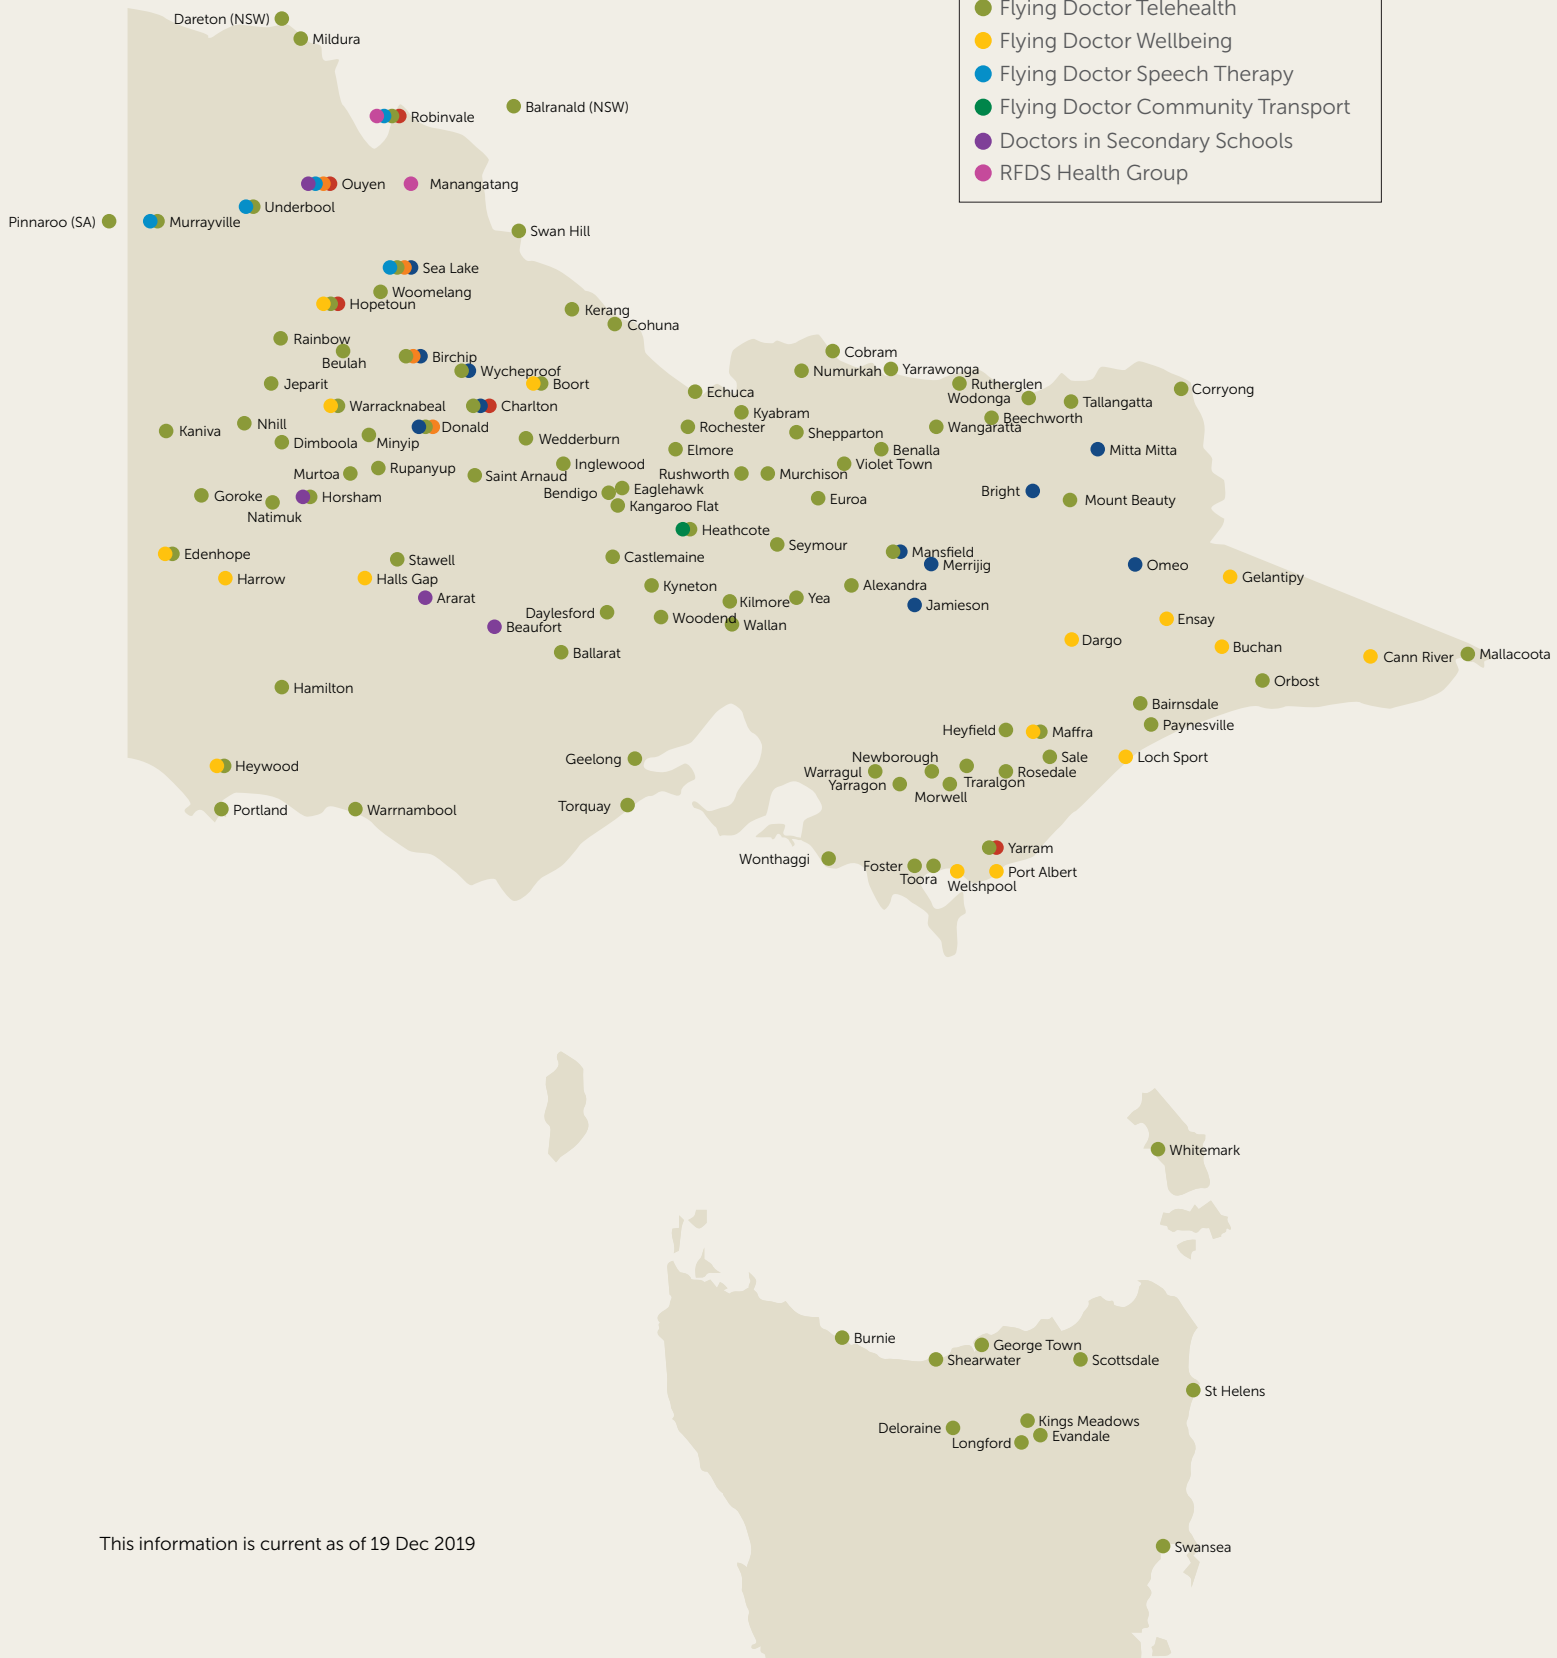 Flying Doctor Telehealth
Flying Doctor Wellbeing
Flying Doctor Speech Therapy
Flying Doctor Community Transport
Doctors in Secondary Schools
RFDS Health Group
Dareton (NSW)
Mildura
Balranald (NSW)
Robinvale
Ouyen
Manangatang
Underbool
Pinnaroo (SA)
Murrayville
Swan Hill
Sea Lake
Woomelang
Hopetoun
Kerang
Cohuna
Rainbow
Beulah
Birchip
Wycheproof
Cobram
Numurkah
Yarrawonga
Jeparit
Boort
Echuca
Rutherglen
Wodonga
Corryong
Tallangatta
Warracknabeal
Charlton
Kyabram
Beechworth
Kaniva
Nhill
Donald
Rochester
Shepparton
Wangaratta
Dimboola
Minyip
Wedderburn
Elmore
Benalla
Mitta Mitta
Inglewood
Violet Town
Murtoa
Rupanyup
Saint Arnaud
Rushworth
Murchison
Goroke
Horsham
Bendigo
Eaglehawk
Euroa
Bright
Mount Beauty
Natimuk
Kangaroo Flat
Heathcote
Seymour
Edenhope
Stawell
Castlemaine
Mansfield
Merrijig
Omeo
Harrow
Halls Gap
Kyneton
Alexandra
Gelantipy
Ararat
Kilmore
Yea
Jamieson
Daylesford
Woodend
Wallan
Ensay
Beaufort
Dargo
Buchan
Ballarat
Cann River
Mallacoota
Hamilton
Orbost
Bairnsdale
Paynesville
Heyfield
Maffra
Geelong
Newborough
Sale
Loch Sport
Heywood
Warragul
Rosedale
Yarragon
Traralgon
Morwell
Portland
Warrnambool
Torquay
Yarram
Wonthaggi
Foster
Toora
Port Albert
Welshpool
Whitemark
Burnie
George Town
Shearwater
Scottsdale
St Helens
Kings Meadows
Deloraine
Evandale
Longford
This information is current as of 19 Dec 2019
Swansea